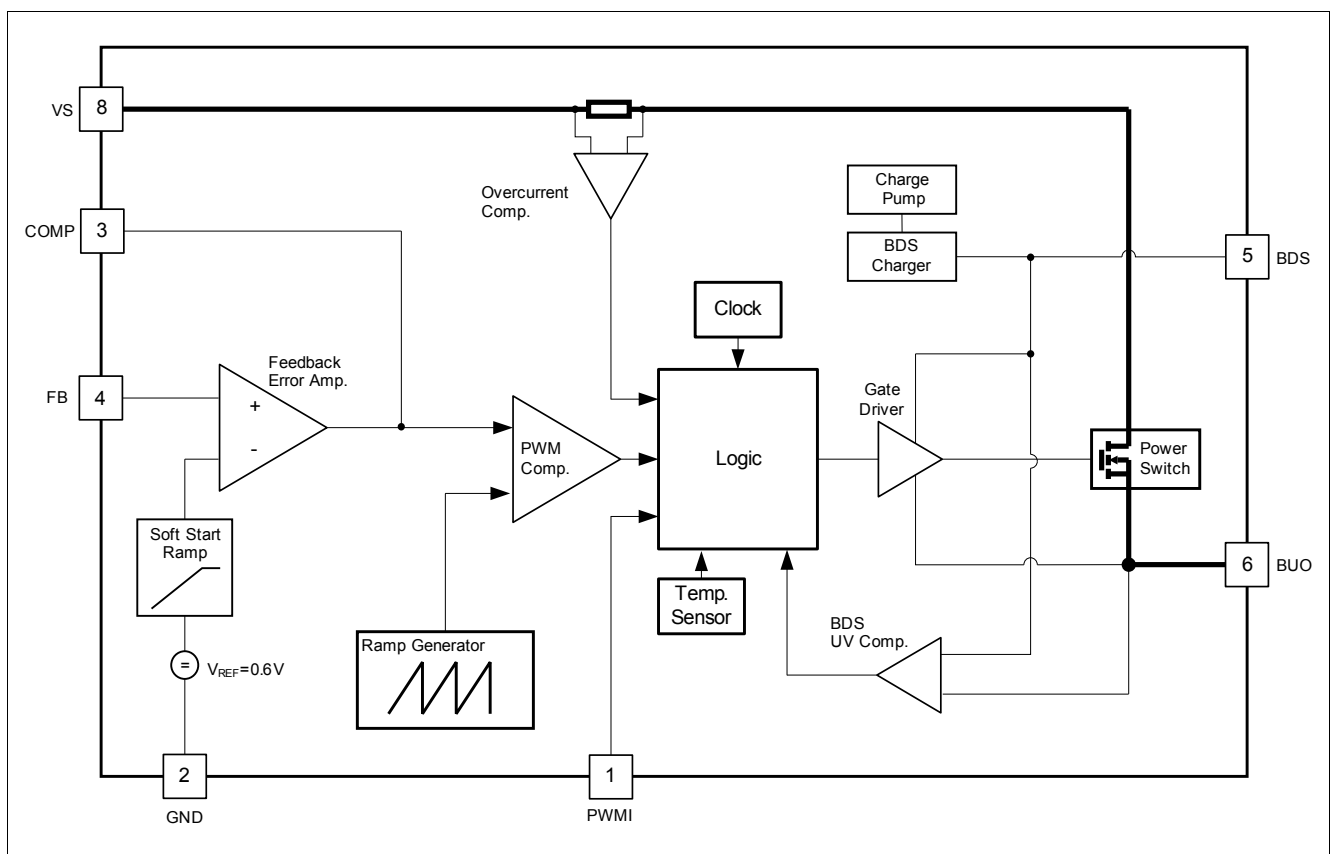 VS
8
Overcurrent
Comp.
Charge
Pump
COMP
3
BDS
Charger
5
BDS
Clock
FB
4
Feedback
Error Amp.
+
-
Gate
Driver
PWM
Comp.
Logic
Power
Switch
Soft Start
Ramp
6
BUO
Temp.
Sensor
BDS
UV Comp.
Ramp Generator
=
VREF=0.6V
2
GND
1
PWMI